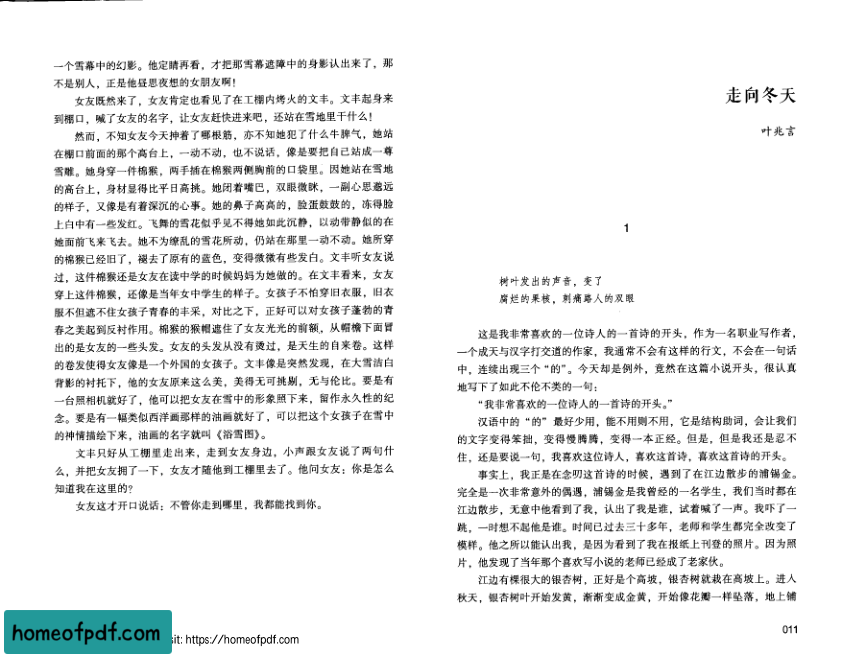 一个雪幕中的幻影。他定睛再看，才把那雪幕遮障中的身影认出来了，那
不是别人，正是他昼思夜想的女朋友啊！
女友既然来了，女友肯定也看见了在工棚内烤火的文丰。文丰起身来
到棚口，喊了女友的名字，让女友赶快进来吧，还站在雪地里干什么！
然而，不知女友今天抻着了哪根筋，亦不知她犯了什么牛脾气，她站
在棚口前面的那个高台上，一动不动，也不说话，像是要把自己站成一尊
雪雕。她身穿一件棉猴，两手插在棉猴两侧胸前的口袋里。因她站在雪地
的高台上，身材显得比平日高挑。她闭着嘴巴，双眼微眯，一副心思邈远
的样子，又像是有着深沉的心事。她的鼻子高高的，脸蛋鼓鼓的，冻得脸
上白中有一些发红。飞舞的雪花似乎见不得她如此沉静，以动带静似的在
她面前飞来飞去。她不为缭乱的雪花所动，仍站在那里一动不动。她所穿
的棉猴已经旧了，褪去了原有的蓝色，变得微微有些发白。文丰听女友说
过，这件棉猴还是女友在读中学的时候妈妈为她做的。在文丰看来，女友
穿上这件棉猴，还像是当年女中学生的样子。女孩子不怕穿旧衣服，旧衣
服不但遮不住女孩子青春的丰采，对比之下，正好可以对女孩子蓬勃的青
春之美起到反衬作用。棉猴的猴帽遮住了女友光光的前额，从帽檐下面冒
出的是女友的一些头发。女友的头发从没有烫过，是天生的自来卷。这样
的卷发使得女友像是一个外国的女孩子。文丰像是突然发现，在大雪洁白
背影的衬托下，他的女友原来这么美，美得无可挑剔，无与伦比。要是有
一台照相机就好了，他可以把女友在雪中的形象照下来，留作永久性的纪
念。要是有一幅类似西洋画那样的油画就好了，可以把这个女孩子在雪中
的神情描绘下来，油画的名字就叫《浴雪图》。
文丰只好从工棚里走出来，走到女友身边，小声跟女友说了两句什
么，并把女友拥了一下，女友才随他到工棚里去了。他问女友：你是怎么
知道我在这里的？
女友这才开口说话：不管你走到哪里，我都能找到你。
homeofpdf.com
sit: https://homeofpdf.com
走向冬天
叶兆言
1
树叶发出的声音，变了
腐烂的果核，刺痛路人的双眼
这是我非常喜欢的一位诗人的一首诗的开头，作为一名职业写作者，
一个成天与汉字打交道的作家，我通常不会有这样的行文，不会在一句话
中，连续出现三个“的”。今天却是例外，竟然在这篇小说开头，很认真
地写下了如此不伦不类的一句：
“我非常喜欢的一位诗人的一首诗的开头。”
汉语中的“的”最好少用，能不用则不用，它是结构助词，会让我们
的文字变得笨拙，变得慢腾腾，变得一本正经。但是，但是我还是忍不
住，还是要说一句，我喜欢这位诗人，喜欢这首诗，喜欢这首诗的开头。
事实上，我正是在念叨这首诗的时候，遇到了在江边散步的浦锡金。
完全是一次非常意外的偶遇，浦锡金是我曾经的一名学生，我们当时都在
江边散步，无意中他看到了我，认出了我是谁，试着喊了一声。我吓了一
跳，一时想不起他是谁。时间已过去三十多年，老师和学生都完全改变了
模样。他之所以能认出我，是因为看到了我在报纸上刊登的照片。因为照
片，他发现了当年那个喜欢写小说的老师已经成了老家伙。
江边有棵很大的银杏树，正好是个高坡，银杏树就栽在高坡上。进入
秋天，银杏树叶开始发黄，渐渐变成金黄，开始像花瓣一样坠落，地上铺
011